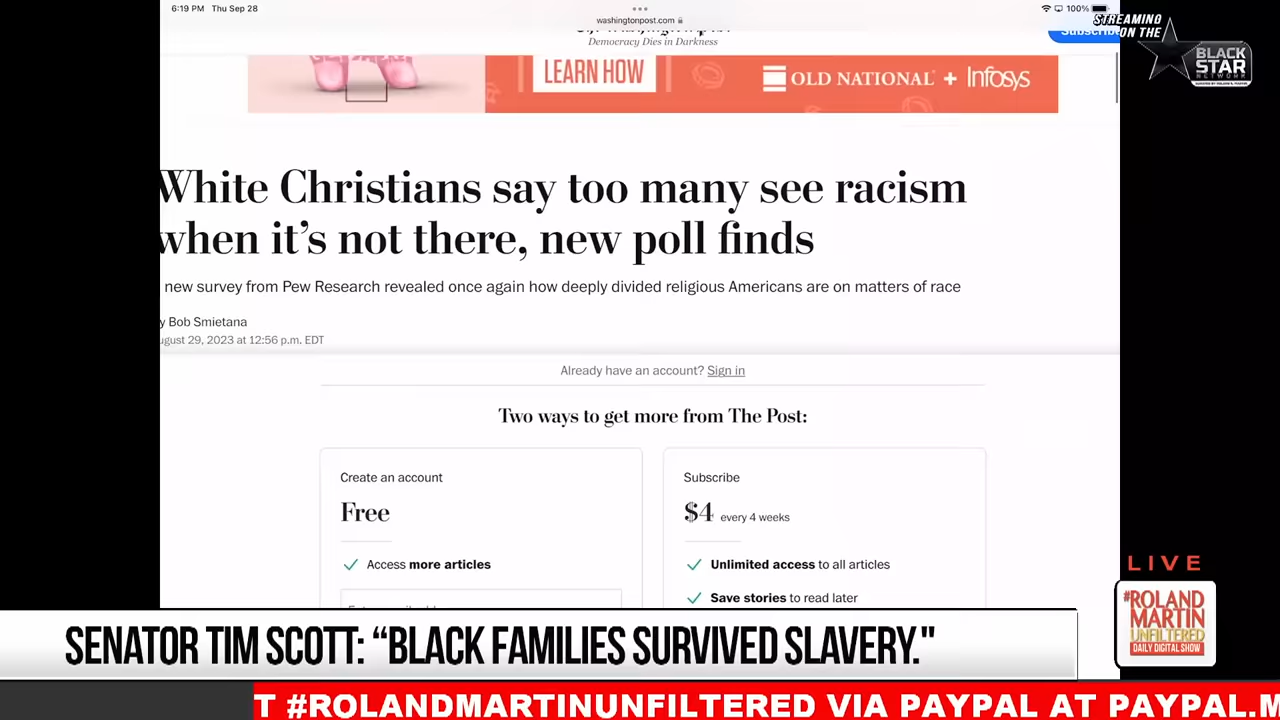 6:19 PM Thu Sep 28
100%
washingtonpost.com
Democracy Dies in Darkness
Subscribe
STREAMING
ON THE
BLACK
STAR
NETWORK
LEARN HOW
OLD NATIONAL + Infosys
White Christians say too many see racism
when it's not there, new poll finds
new survey from Pew Research revealed once again how deeply divided religious Americans are on matters of race
y Bob Smietana
ugust 29, 2023 at 12:56 p.m. EDT
Already have an account? Sign in
Two ways to get more from The Post:
Create an account
Free
Access more articles
Subscribe
$4 every 4 weeks
Unlimited access to all articles
Save stories to read later
LIVE
#ROLAND
MARTIN
UNFILTERED
DAILY DIGITAL SHOW
SENATOR TIM SCOTT: “BLACK FAMILIES SURVIVED SLAVERY."
T #ROLANDMARTINUNFILTERED VIA PAYPAL AT PAYPAL.M